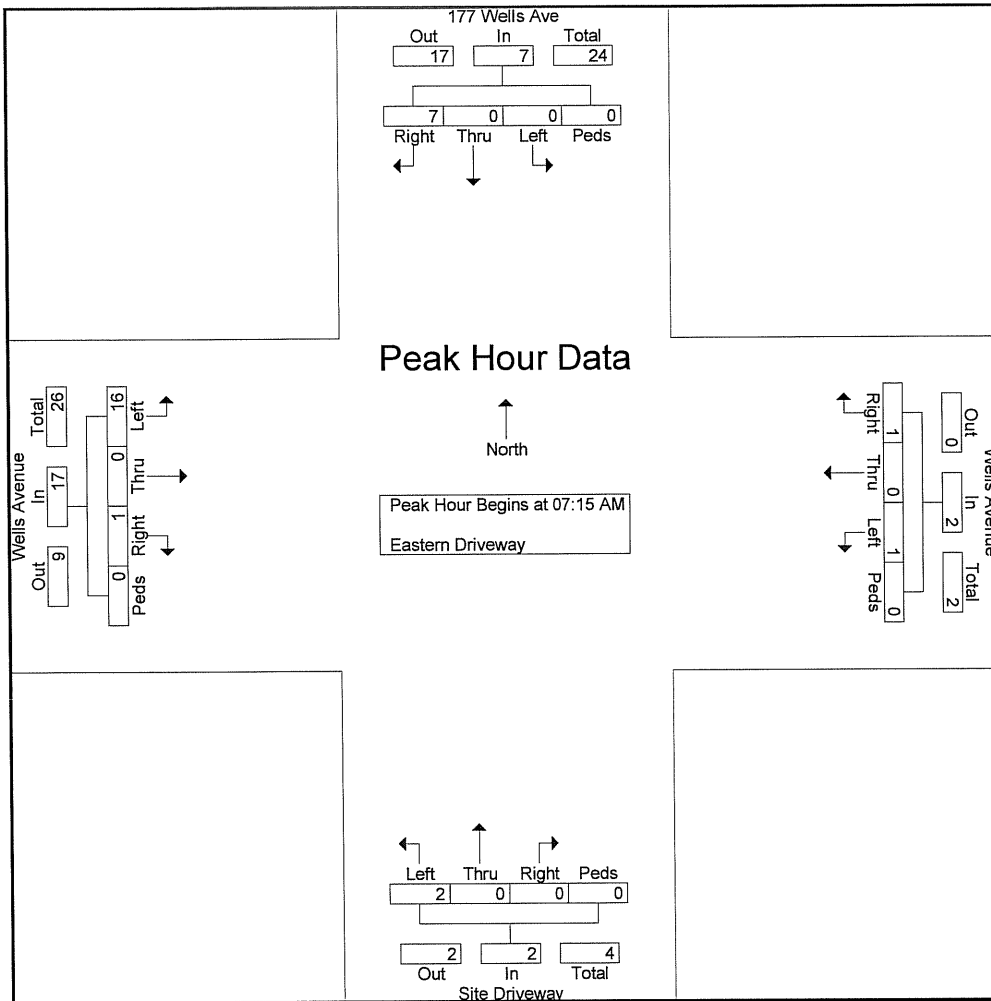 177 Wells Ave
Out In Total
17 7 24
7 0 0 0
Right Thru Left Peds
Peak Hour Data
North
Peak Hour Begins at 07:15 AM
Eastern Driveway
Wells Avenue
Out In Total
9 17 26
16 0 1 0
Left Thru Right Peds
Wells Avenue
Out In Total
0 2 2
1 0 1 0
Right Thru Left Peds
Left Thru Right Peds
2 0 0 0
2 2 4
Out In Total
Site Driveway